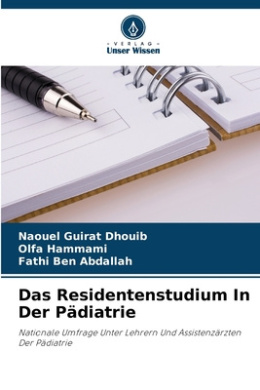 VERLAG
Unser Wissen
Naouel Guirat Dhouib
Olfa Hammami
Fathi Ben Abdallah
Das Residentenstudium In
Der Pädiatrie
Nationale Umfrage Unter Lehrern Und Assistenzärzten
Der Pädiatrie